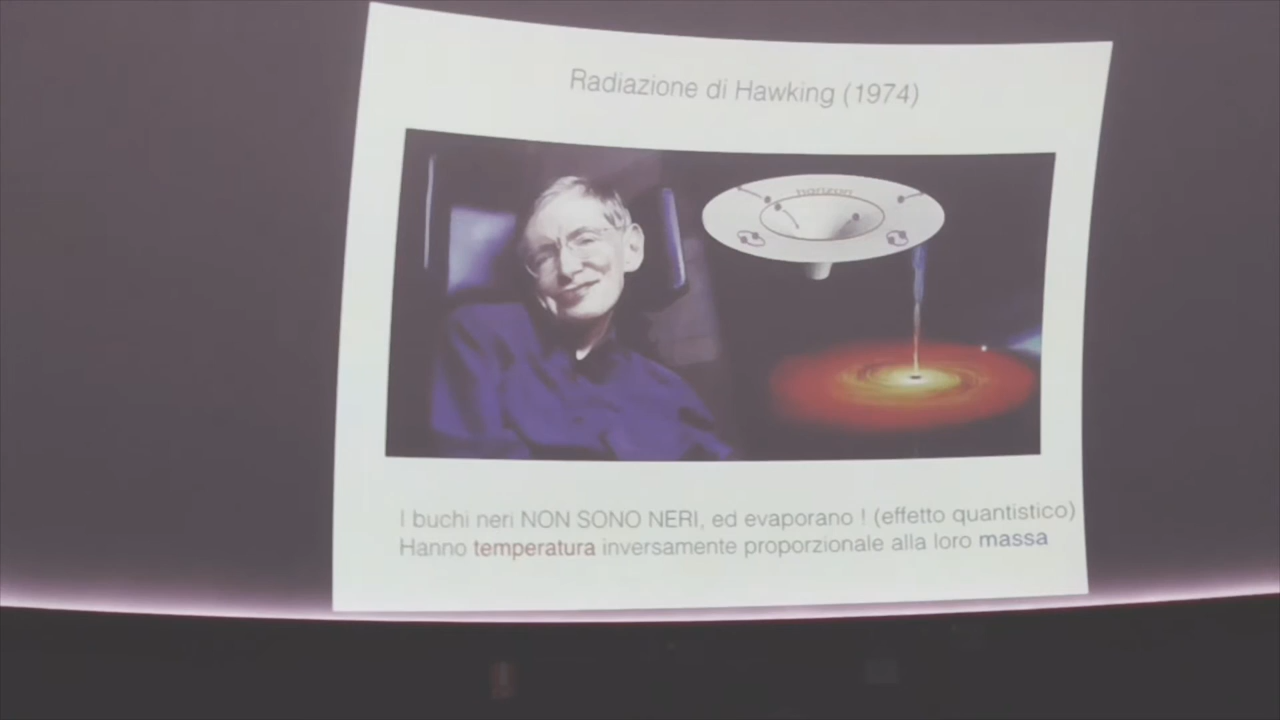 Radiazione di Hawking (1974)
horizon
I buchi neri NON SONO NERI, ed evaporano ! (effetto quantistico)
Hanno temperatura inversamente proporzionale alla loro massa